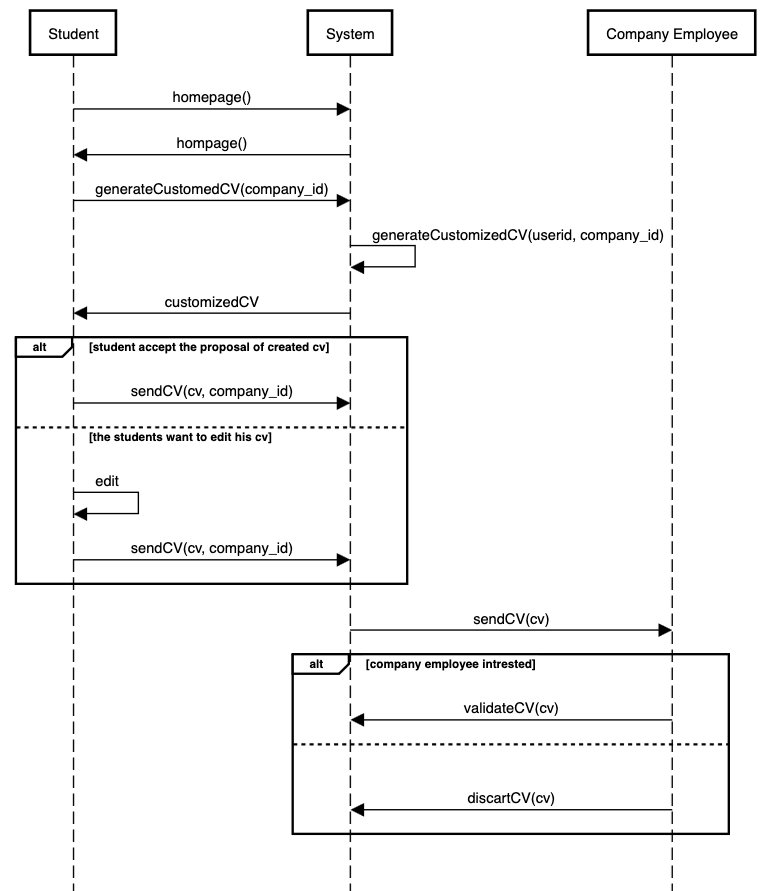 Student
System
Company Employee
homepage()
hompage()
generateCustomedCV(company_id)
generateCustomizedCV(userid, company_id)
customizedCV
alt
[student accept the proposal of created cv]
sendCV(cv, company_id)
[the students want to edit his cv]
edit
sendCV(cv, company_id)
sendCV(cv)
alt
[company employee intrested]
validateCV(cv)
discartCV(cv)